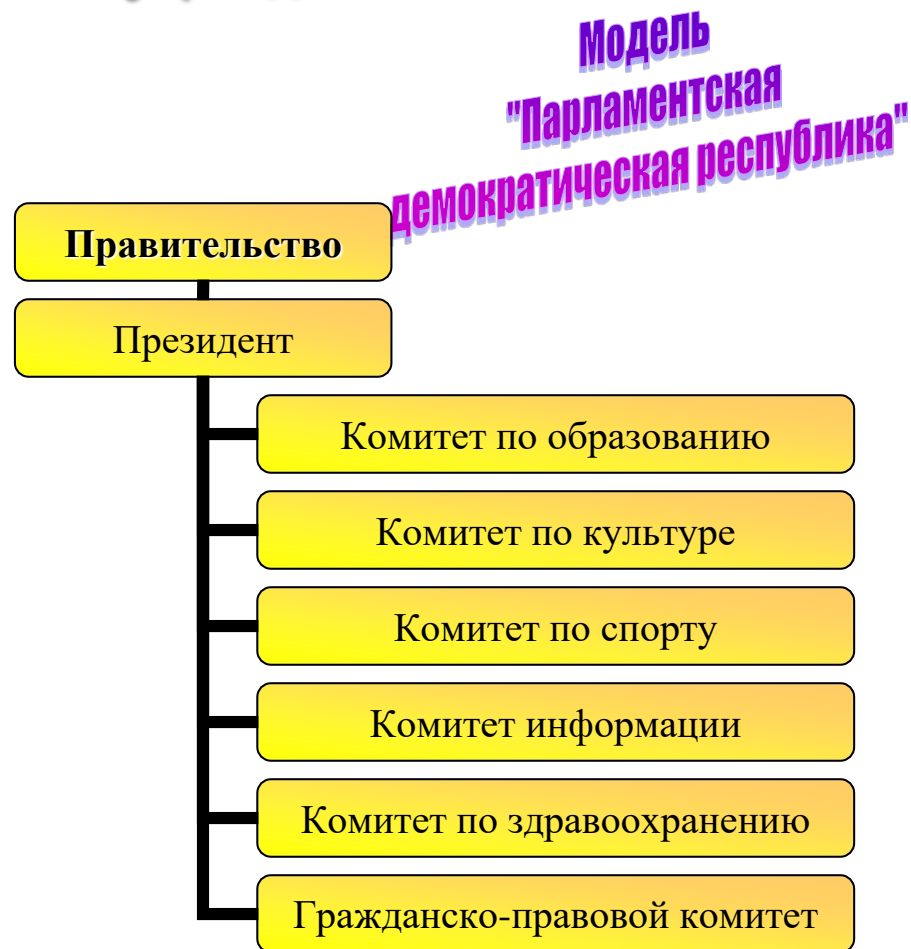 Модель
"Парламентская
демократическая республика"
Правительство
Президент
Комитет по образованию
Комитет по культуре
Комитет по спорту
Комитет информации
Комитет по здравоохранению
Гражданско-правовой комитет